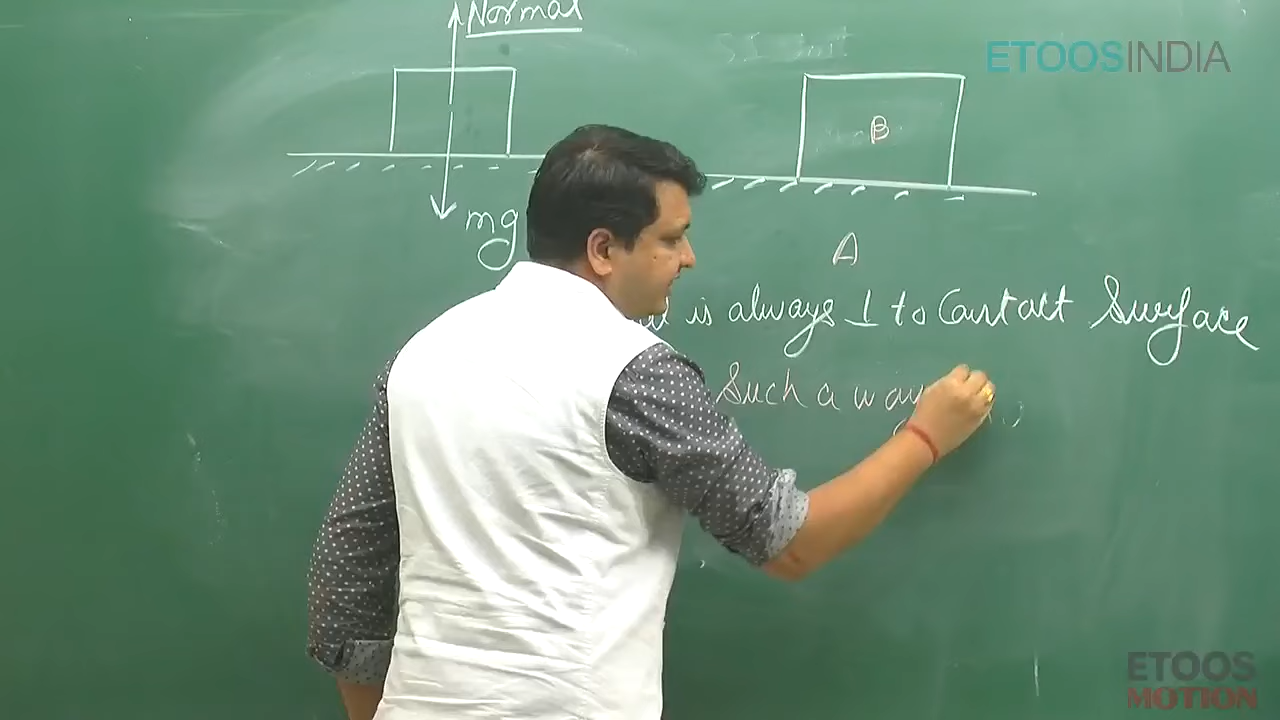 Normal
ETOOSINDIA
B
mg
A
is always ⊥ to Contact Surface
Such a way
ETOOS
MOTION